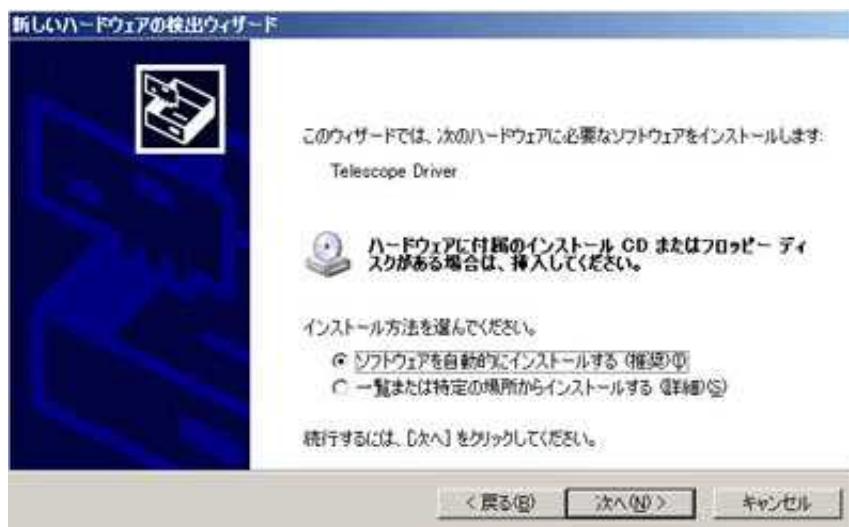 新しいハードウェアの検出ウィザード
このウィザードでは、次のハードウェアに必要なソフトウェアをインストールします:
Telescope Driver
ハードウェアに付属のインストール CD またはフロッピー ディ
スクがある場合は、挿入してください。
インストール方法を選んでください。
ソフトウェアを自動的にインストールする (推奨)(I)
一覧または特定の場所からインストールする (詳細)(S)
続行するには、[次へ] をクリックしてください。
< 戻る(B)
次へ(N) >
キャンセル